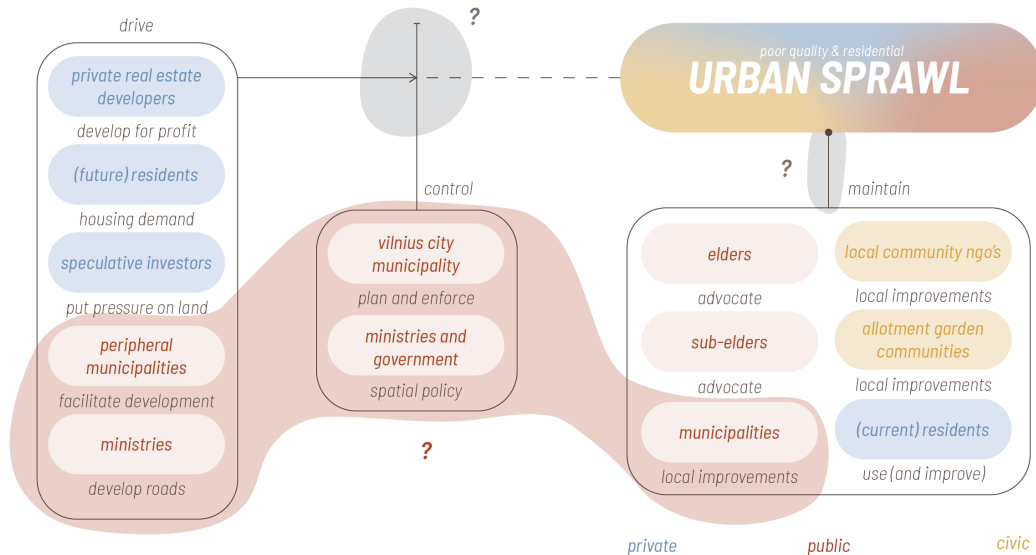 drive
private real estate
developers
develop for profit
(future) residents
housing demand
speculative investors
put pressure on land
peripheral
municipalities
facilitate development
ministries
develop roads
?
control
vilnius city
municipality
plan and enforce
ministries and
government
spatial policy
?
poor quality & residential
URBAN SPRAWL
?
maintain
elders
advocate
sub-elders
advocate
municipalities
local improvements
local community ngo's
local improvements
allotment garden
communities
local improvements
(current) residents
use (and improve)
private
public
civic